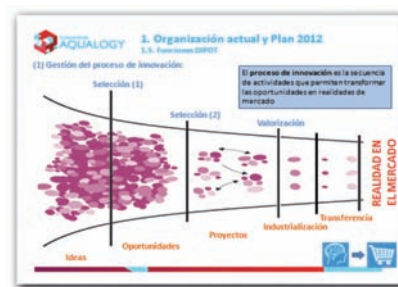 AQUALOGY
1. Organización actual y Plan 2012
1.5. Funciones DIPOT
(1) Gestión del proceso de innovación:
El proceso de innovación es la secuencia
de actividades que permiten transformar
las oportunidades en realidades de
mercado
Selección (1)
Selección (2)
Valorización
REALIDAD EN
EL MERCADO
Transferencia
Industrialización
Proyectos
Oportunidades
Ideas